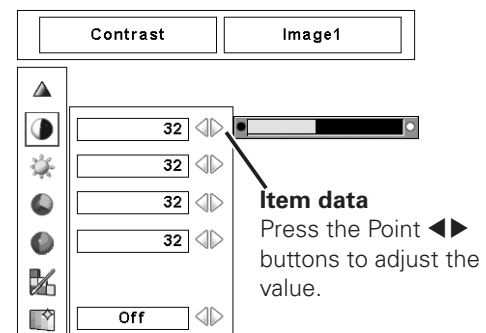 Contrast Image1
32
32
32
32
Off
Item data
Press the Point ◀▶
buttons to adjust the
value.